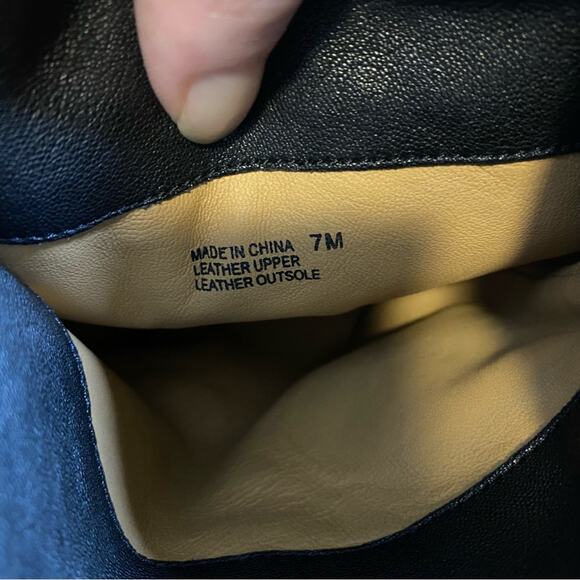 MADE IN CHINA 7M
LEATHER UPPER
LEATHER OUTSOLE